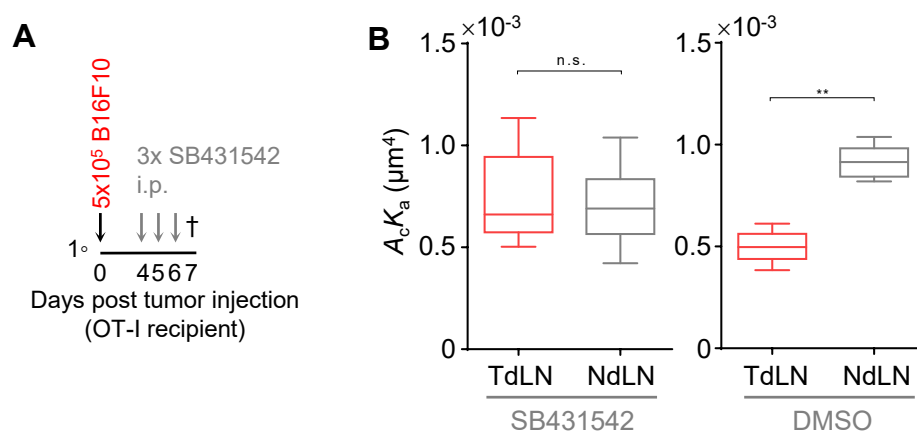 A
5x10⁵ B16F10
3x SB431542
i.p.
†
1°
0 4567
Days post tumor injection
(OT-I recipient)
B
×10⁻³
1.5
1.0
0.5
0
AcKa (μm⁴)
n.s.
TdLN NdLN
SB431542
×10⁻³
1.5
1.0
0.5
0
**
TdLN NdLN
DMSO